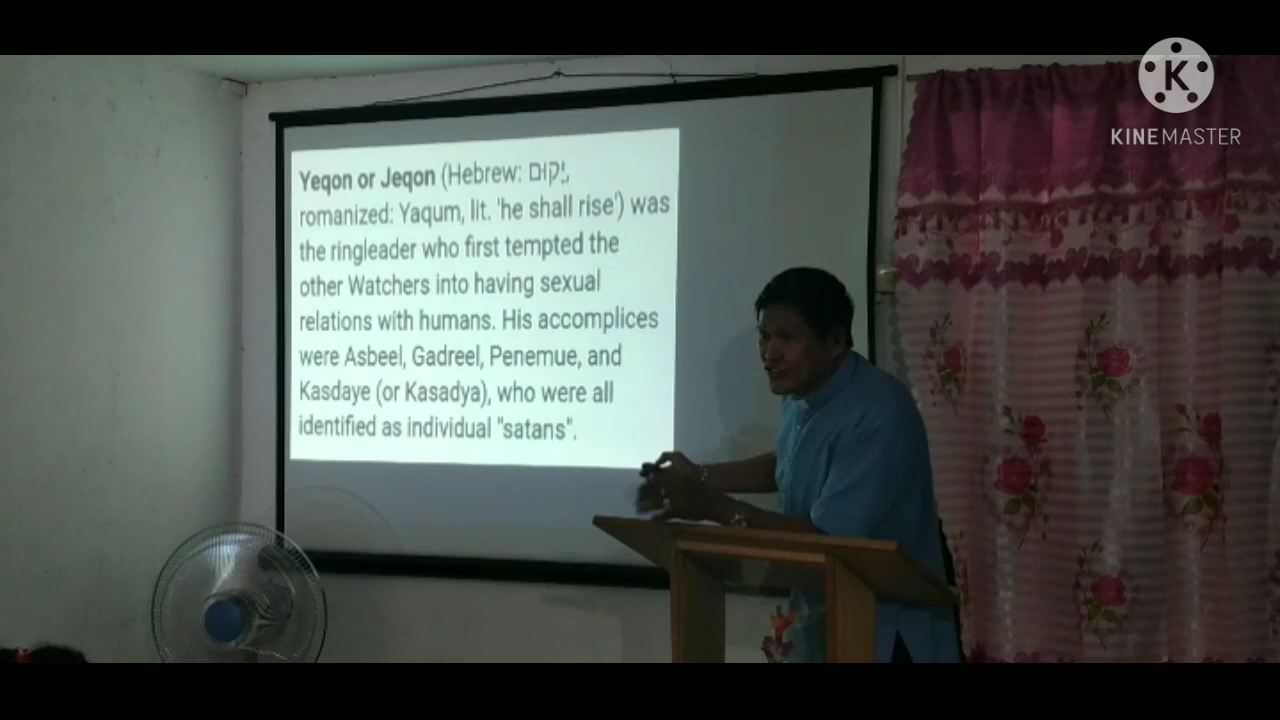 Yeqon or Jeqon (Hebrew: יָקוּם,
romanized: Yaqum, lit. 'he shall rise') was
the ringleader who first tempted the
other Watchers into having sexual
relations with humans. His accomplices
were Asbeel, Gadreel, Penemue, and
Kasdaye (or Kasadya), who were all
identified as individual "satans".
K
KINEMASTER